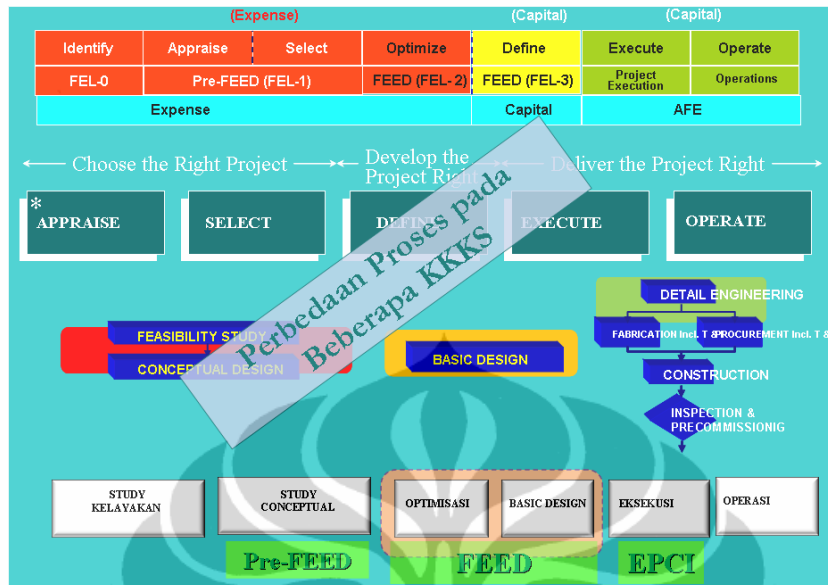 (Expense) (Capital) (Capital)
Identify Appraise Select Optimize Define Execute Operate
FEL-0 Pre-FEED (FEL-1) FEED (FEL- 2) FEED (FEL-3) Project Execution Operations
Expense Capital AFE
Choose the Right Project
Develop the
Project Right
Deliver the Project Right
*
APPRAISE SELECT DEFINE EXECUTE OPERATE
Perbedaan Proses pada
Beberapa KKKS
DETAIL ENGINEERING
FEASIBILITY STUDY
FABRICATION Incl. T & PROCUREMENT Incl. T &
CONCEPTUAL DESIGN
BASIC DESIGN
CONSTRUCTION
INSPECTION &
PRECOMMISIONIG
STUDY
KELAYAKAN
STUDY
CONCEPTUAL
OPTIMISASI
BASIC DESIGN
EKSEKUSI
OPERASI
Pre-FEED FEED EPCI